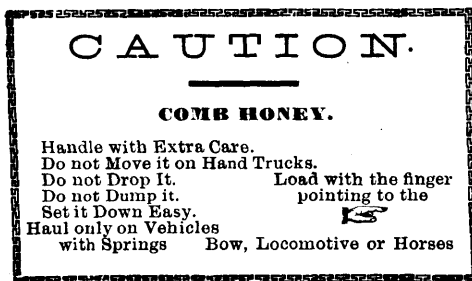 CAUTION.
COMB HONEY.
Handle with Extra Care.
Do not Move it on Hand Trucks.
Do not Drop It. Load with the finger
Do not Dump it. pointing to the
Set it Down Easy.
Haul only on Vehicles
with Springs Bow, Locomotive or Horses